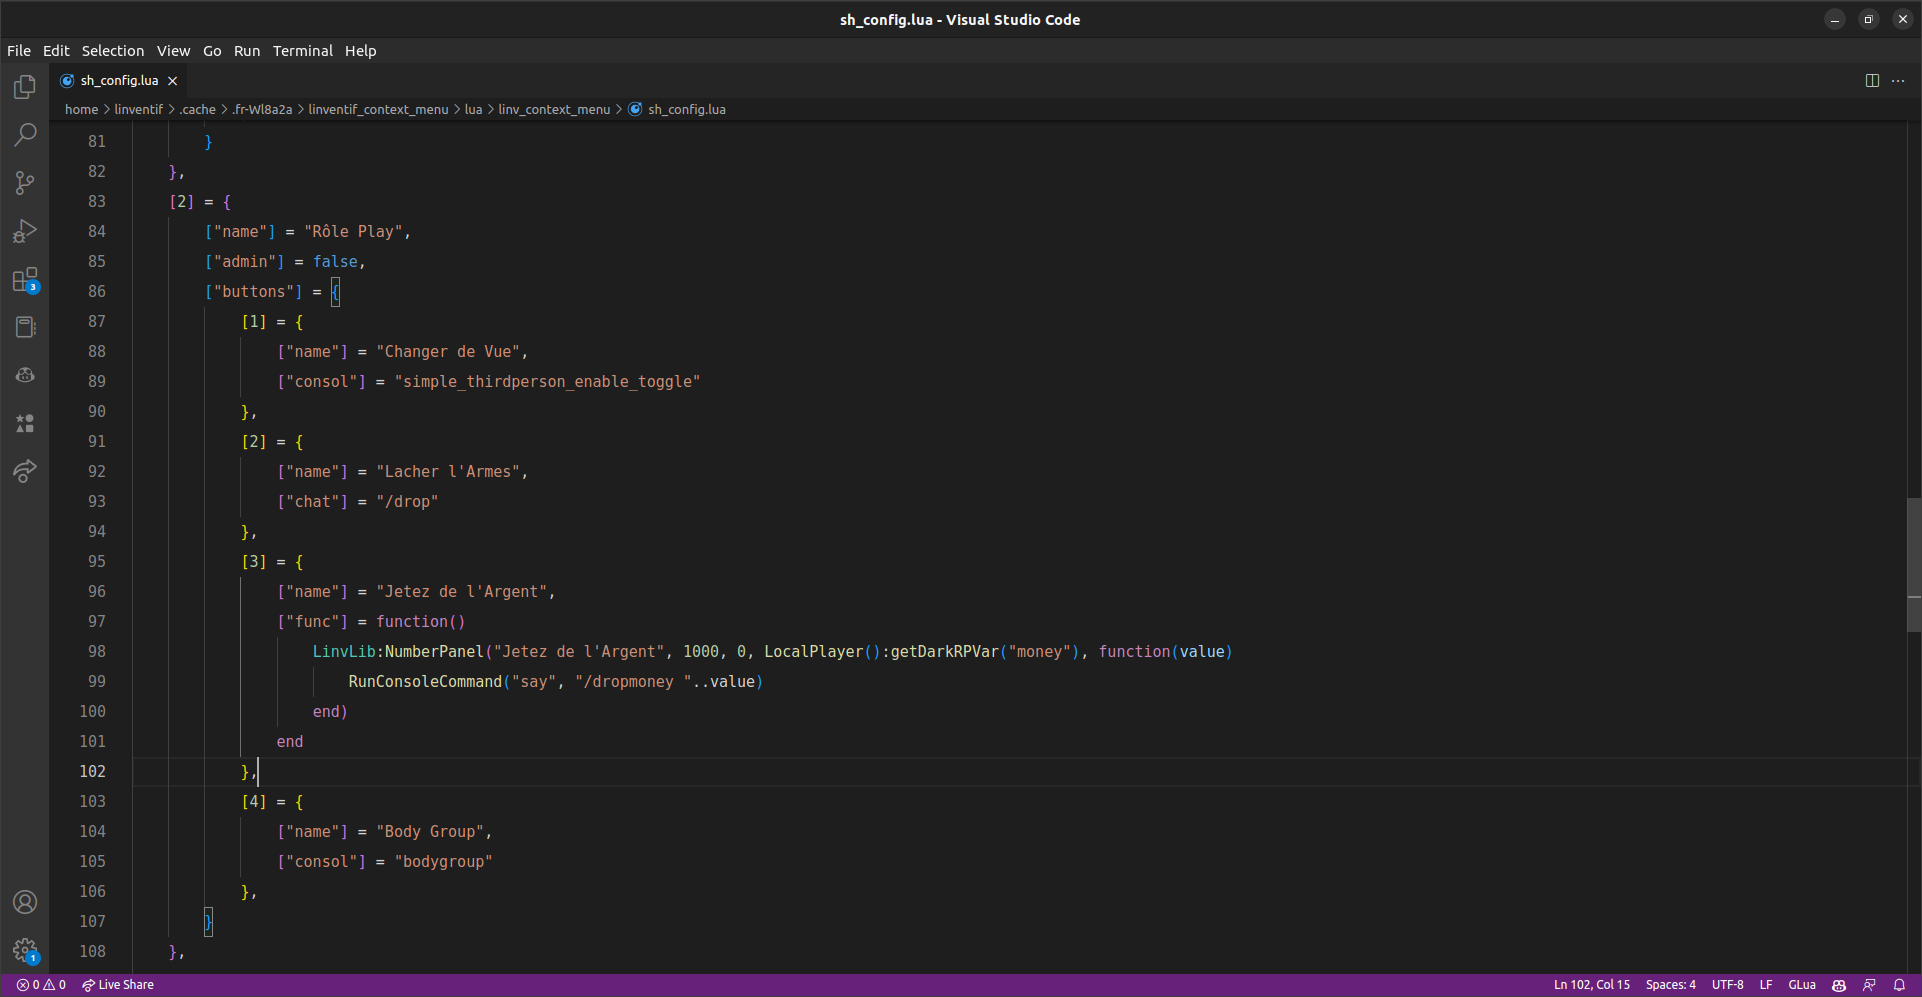 sh_config.lua - Visual Studio Code
File Edit Selection View Go Run Terminal Help
sh_config.lua
home > linventif > .cache > .fr-Wl8a2a > linventif_context_menu > lua > linv_context_menu > sh_config.lua
81 }
82 },
83 [2] = {
84 ["name"] = "Rôle Play",
85 ["admin"] = false,
86 ["buttons"] = {
87 [1] = {
88 ["name"] = "Changer de Vue",
89 ["consol"] = "simple_thirdperson_enable_toggle"
90 },
91 [2] = {
92 ["name"] = "Lacher l'Armes",
93 ["chat"] = "/drop"
94 },
95 [3] = {
96 ["name"] = "Jetez de l'Argent",
97 ["func"] = function()
98 LinvLib:NumberPanel("Jetez de l'Argent", 1000, 0, LocalPlayer():getDarkRPVar("money"), function(value)
99 RunConsoleCommand("say", "/dropmoney "..value)
100 end)
101 end
102 },
103 [4] = {
104 ["name"] = "Body Group",
105 ["consol"] = "bodygroup"
106 },
107 }
108 },
3
1
0 0 Live Share Ln 102, Col 15 Spaces: 4 UTF-8 LF GLua